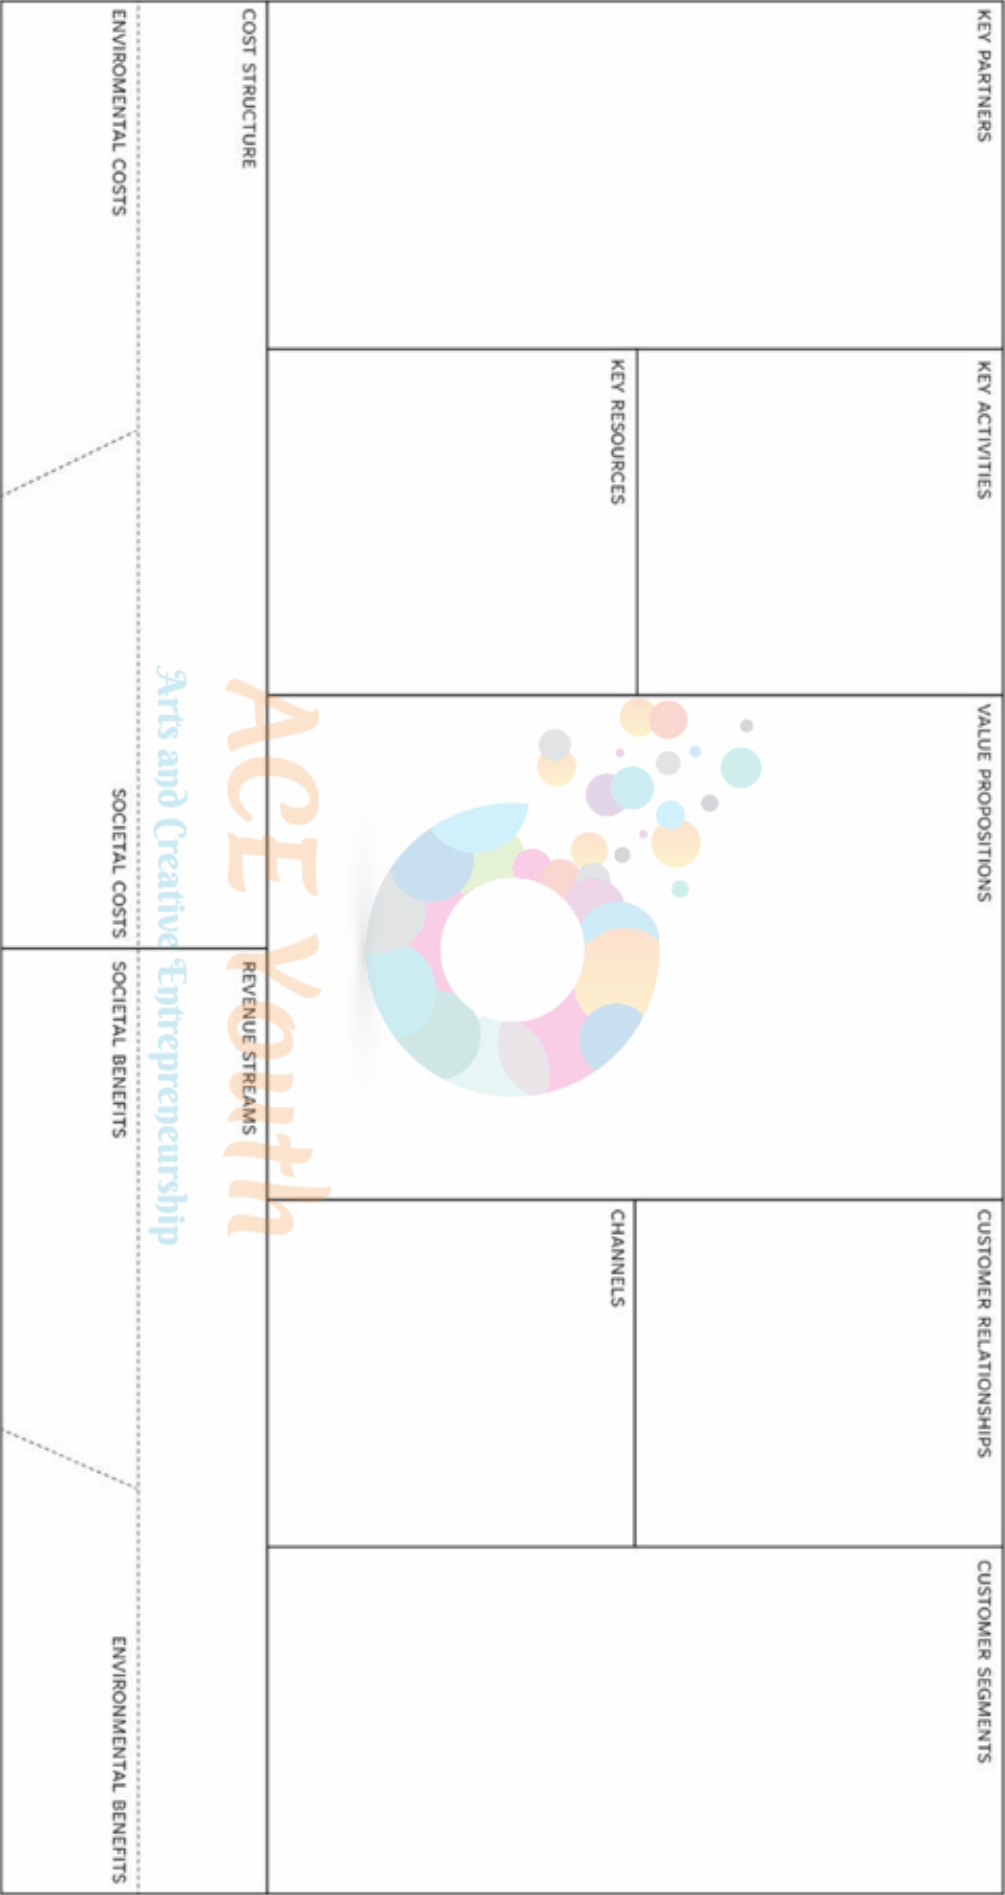 KEY PARTNERS
KEY ACTIVITIES
KEY RESOURCES
VALUE PROPOSITIONS
CUSTOMER RELATIONSHIPS
CHANNELS
CUSTOMER SEGMENTS
COST STRUCTURE
REVENUE STREAMS
ACE Youth
Arts and Creative Entrepreneurship
ENVIROMENTAL COSTS
SOCIETAL COSTS
SOCIETAL BENEFITS
ENVIRONMENTAL BENEFITS